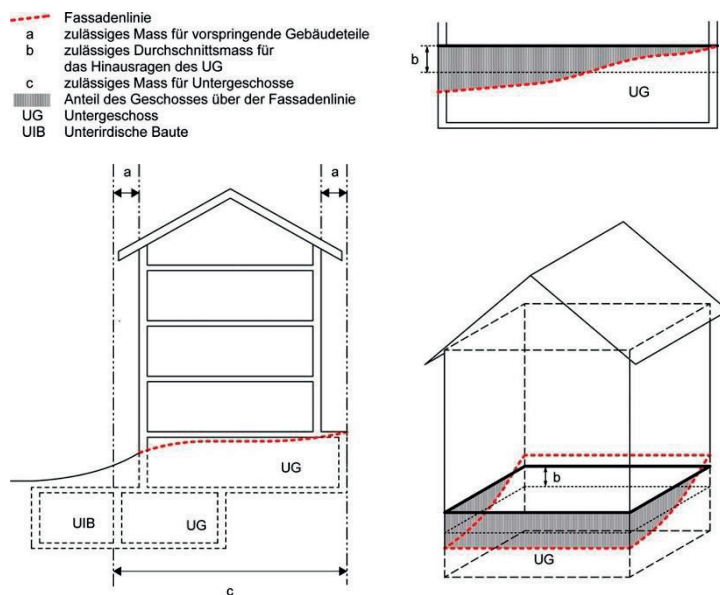 Fassadenlinie
a zulässiges Mass für vorspringende Gebäudeteile
b zulässiges Durchschnittsmass für
das Hinausragen des UG
c zulässiges Mass für Untergeschosse
Anteil des Geschosses über der Fassadenlinie
UG Untergeschoss
UIB Unterirdische Baute
b
UG
a a
UG
UIB UG
c
b
UG